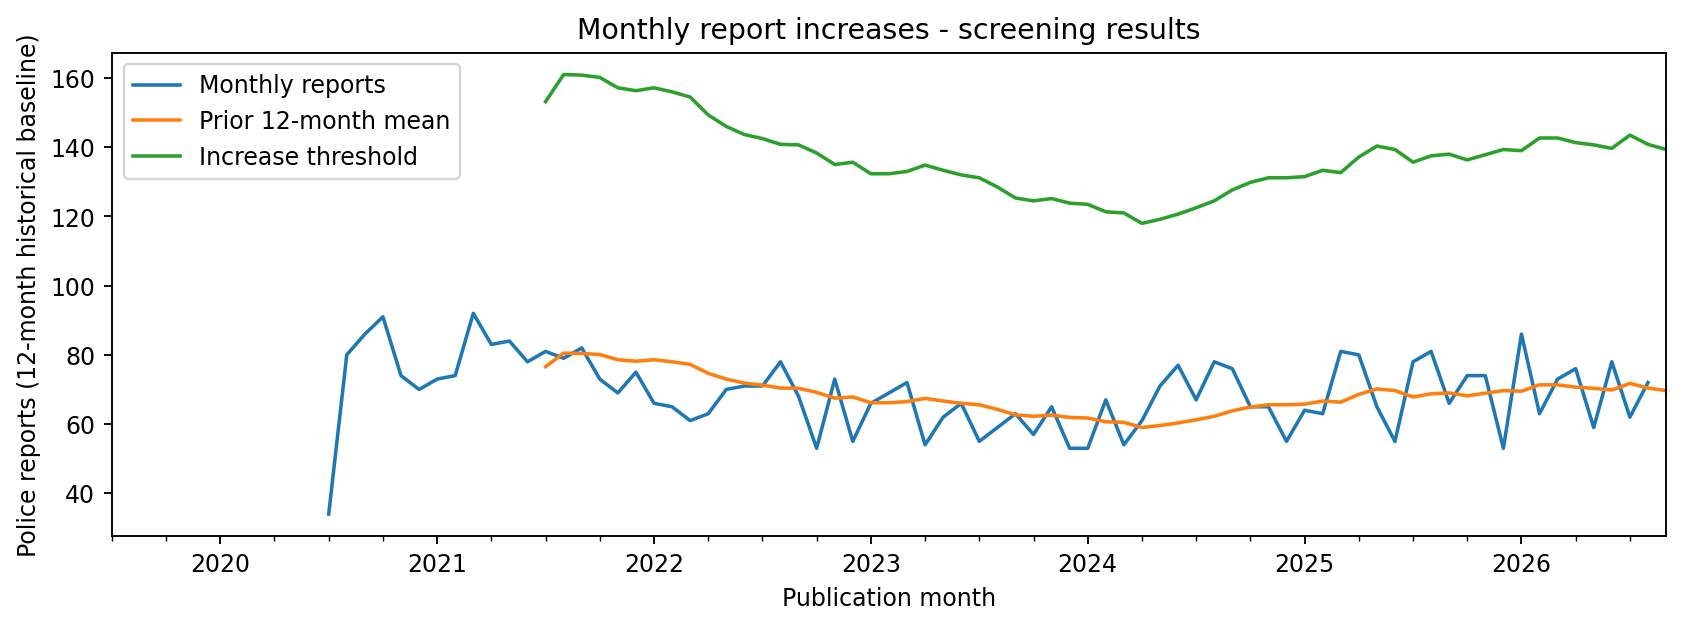 Monthly report increases - screening results
Police reports (12-month historical baseline)
160
140
120
100
80
60
40
Monthly reports
Prior 12-month mean
Increase threshold
2020
2021
2022
2023
2024
2025
2026
Publication month